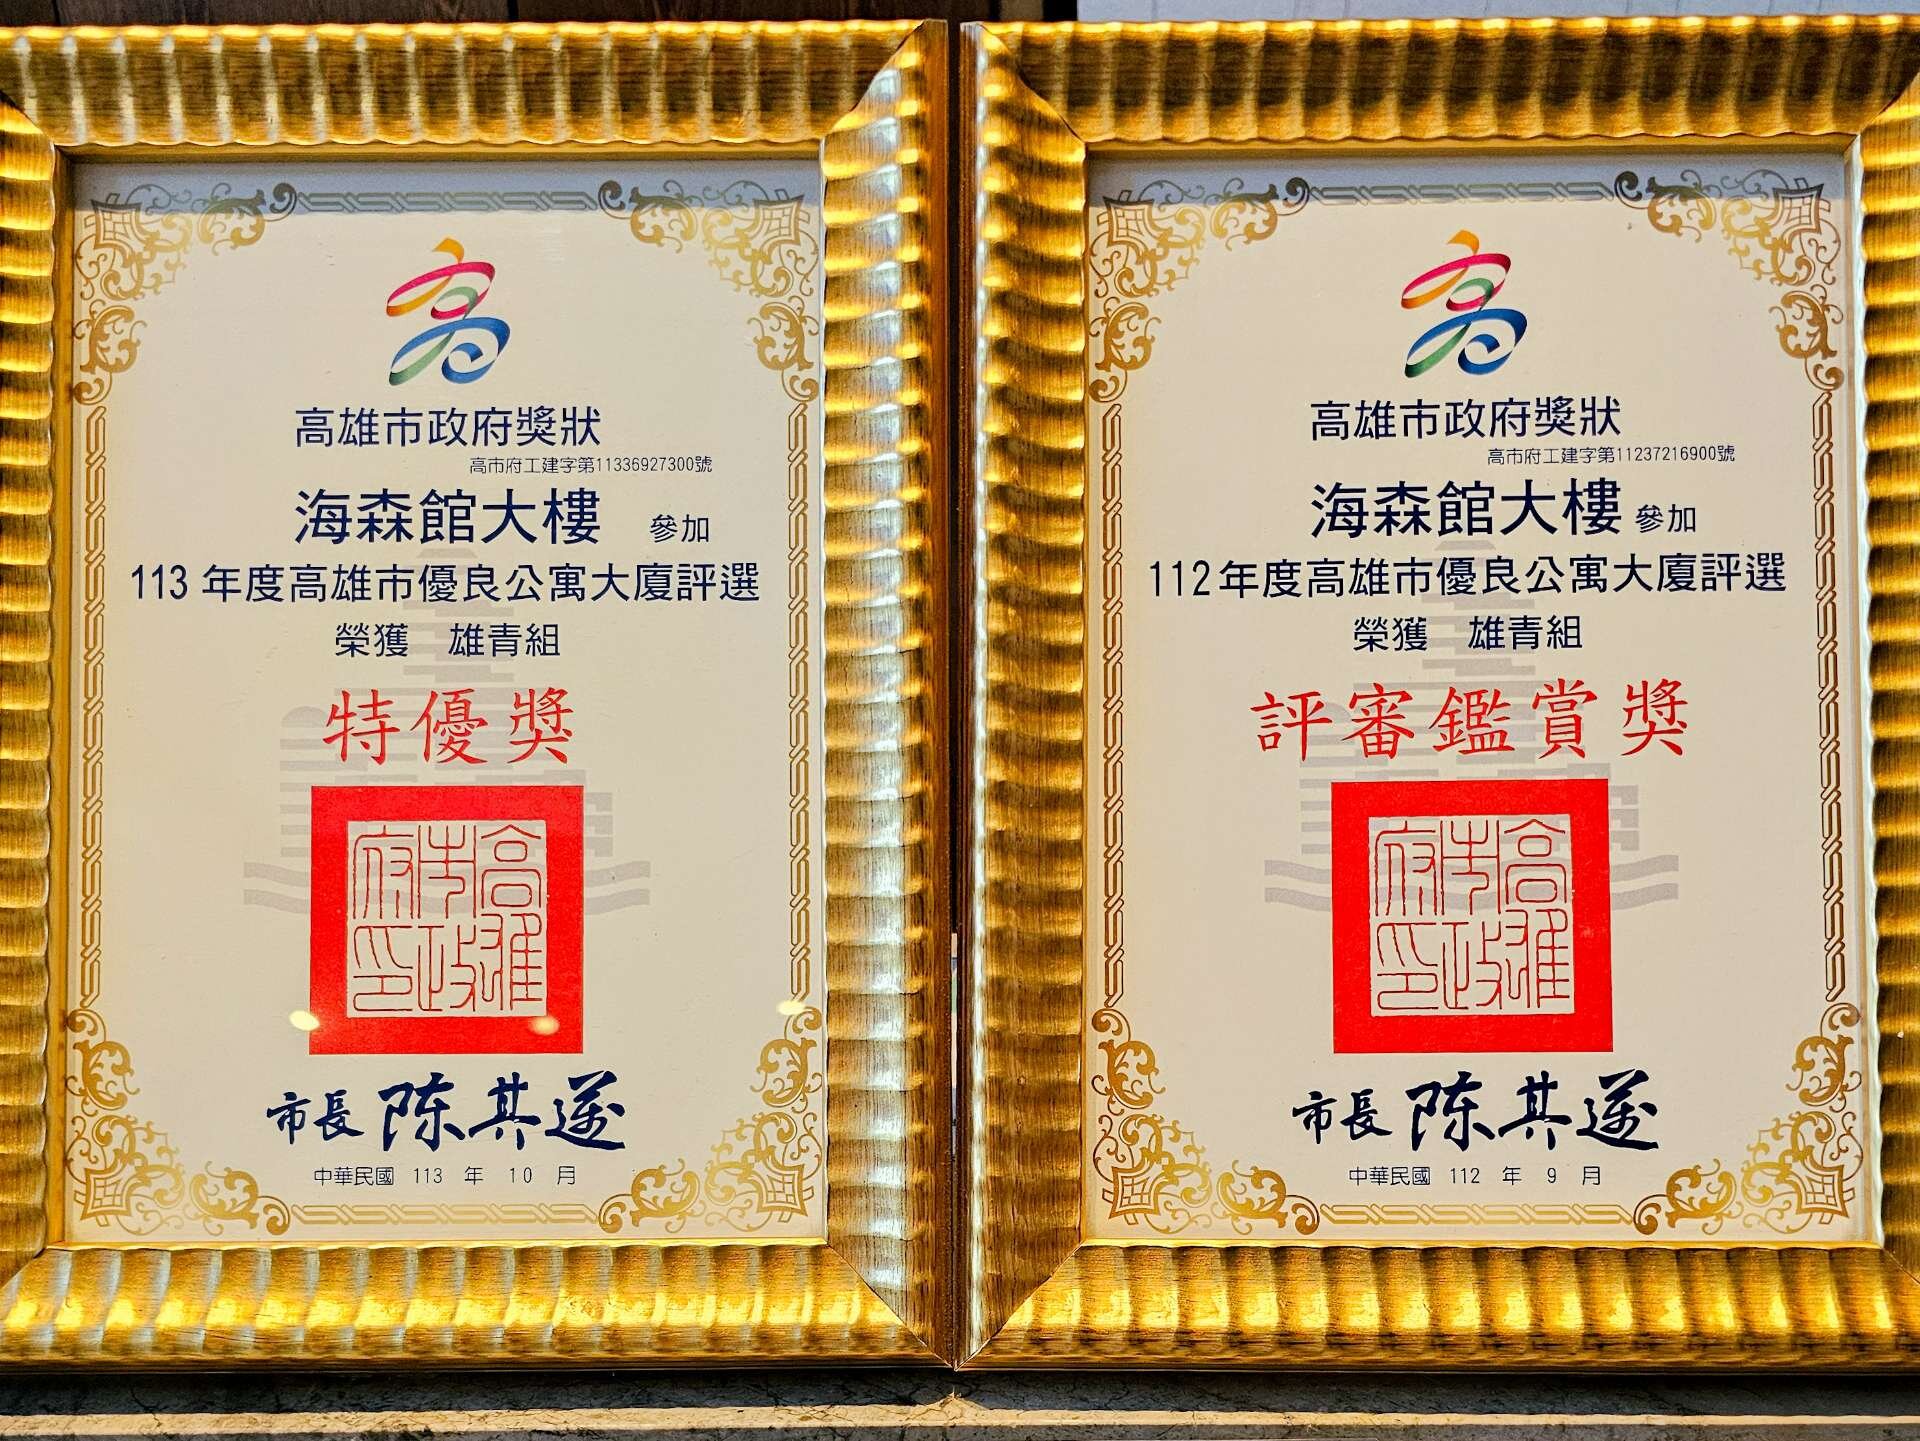 高雄市政府獎狀
高市府工建字第11336927300號
海森館大樓 參加
113 年度高雄市優良公寓大廈評選
榮獲 雄青組
特優獎
高雄市政府印
市長 陈其邁
中華民國 113 年 10 月
高雄市政府獎狀
高市府工建字第11237216900號
海森館大樓 參加
112年度高雄市優良公寓大廈評選
榮獲 雄青組
評審鑑賞獎
高雄市政府印
市長 陈其邁
中華民國 112 年 9 月